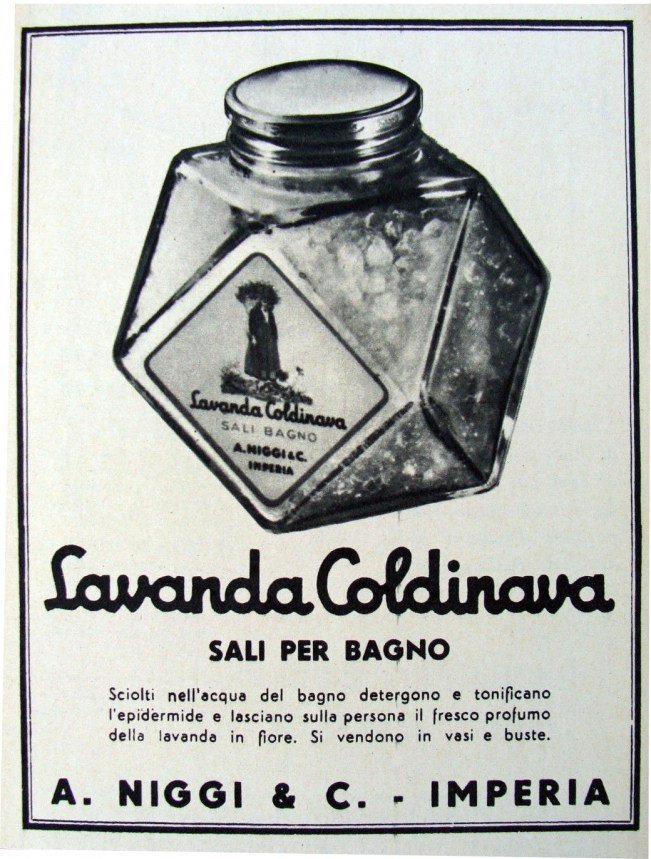 Lavanda Coldinava
SALI BAGNO
A. NIGGI & C.
IMPERIA
Lavanda Coldinava
SALI PER BAGNO
Sciolti nell'acqua del bagno detergono e tonificano
l'epidermide e lasciano sulla persona il fresco profumo
della lavanda in fiore. Si vendono in vasi e buste.
A. NIGGI & C. - IMPERIA